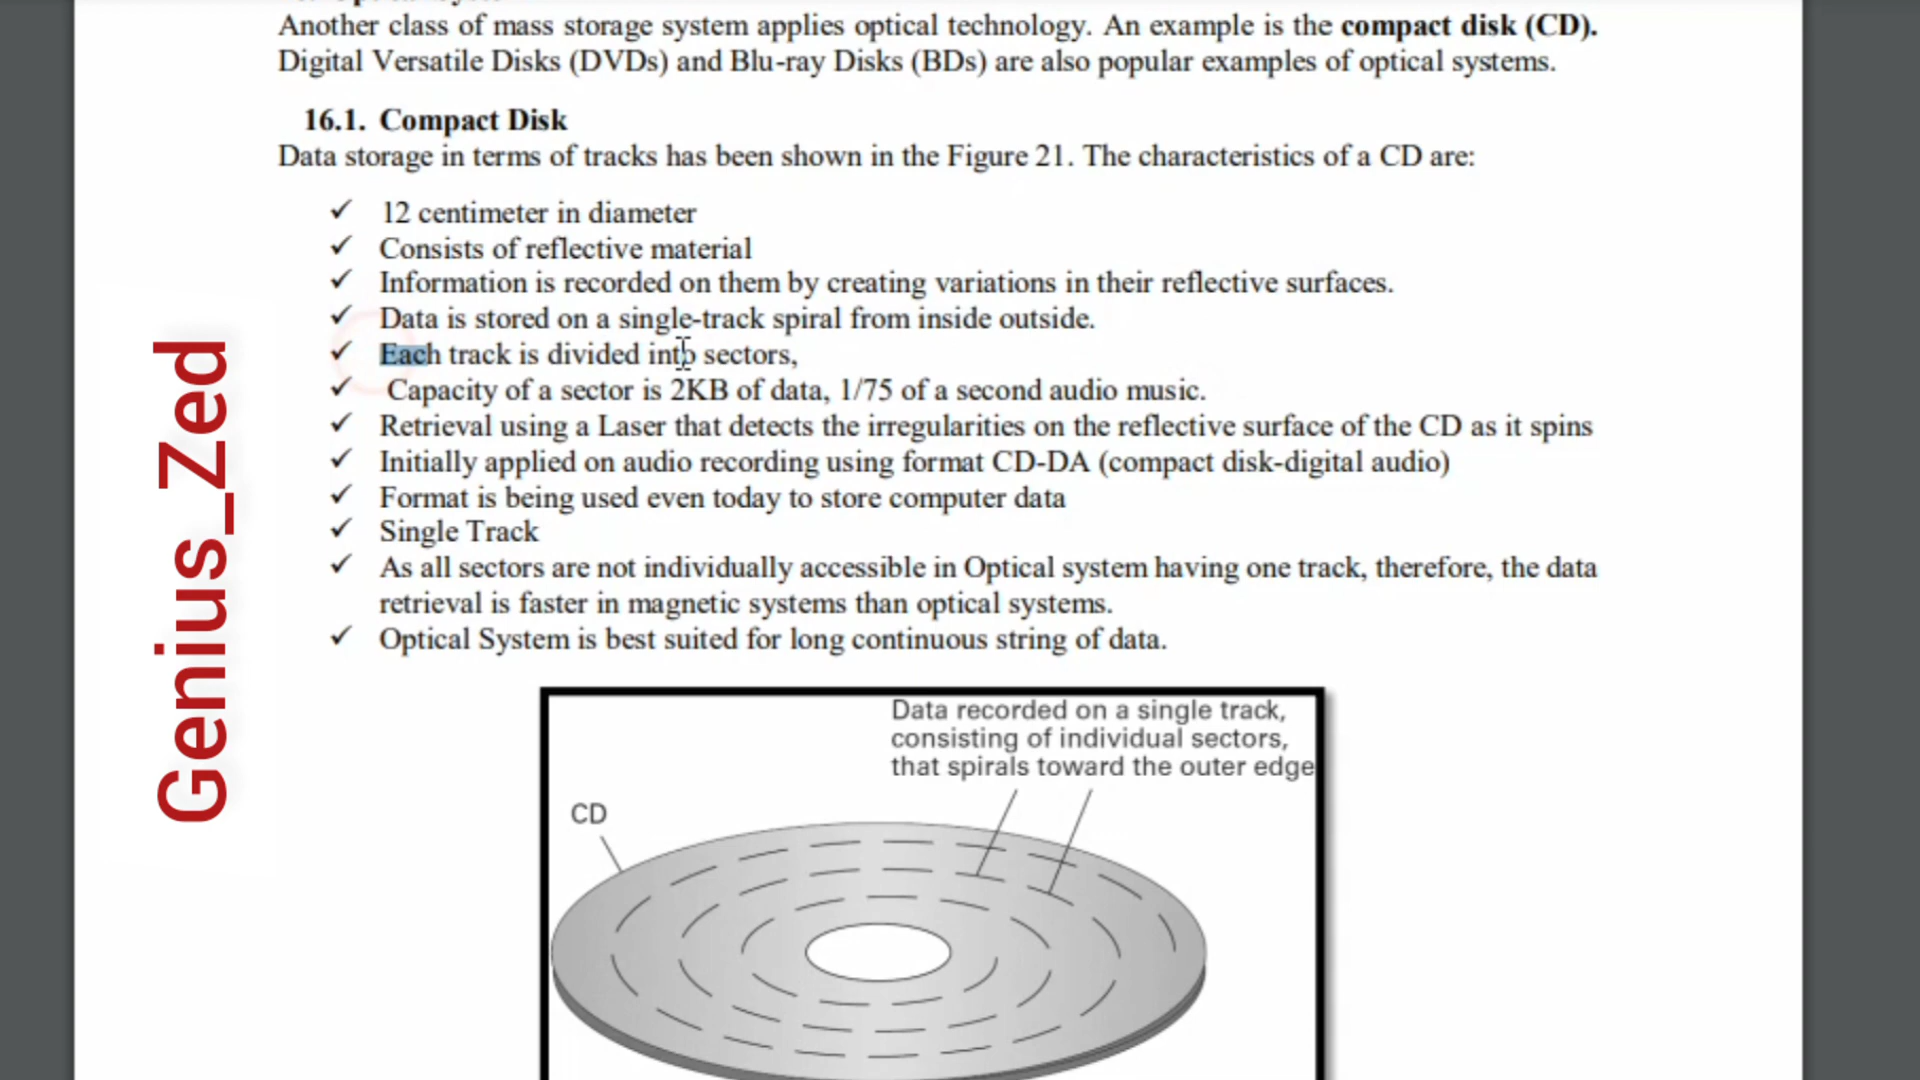 Another class of mass storage system applies optical technology. An example is the compact disk (CD).
Digital Versatile Disks (DVDs) and Blu-ray Disks (BDs) are also popular examples of optical systems.
16.1. Compact Disk
Data storage in terms of tracks has been shown in the Figure 21. The characteristics of a CD are:
✓ 12 centimeter in diameter
✓ Consists of reflective material
✓ Information is recorded on them by creating variations in their reflective surfaces.
✓ Data is stored on a single-track spiral from inside outside.
✓ Each track is divided into sectors,
✓ Capacity of a sector is 2KB of data, 1/75 of a second audio music.
✓ Retrieval using a Laser that detects the irregularities on the reflective surface of the CD as it spins
✓ Initially applied on audio recording using format CD-DA (compact disk-digital audio)
✓ Format is being used even today to store computer data
✓ Single Track
✓ As all sectors are not individually accessible in Optical system having one track, therefore, the data
retrieval is faster in magnetic systems than optical systems.
✓ Optical System is best suited for long continuous string of data.
Data recorded on a single track,
consisting of individual sectors,
that spirals toward the outer edge
CD
Genius_Zed